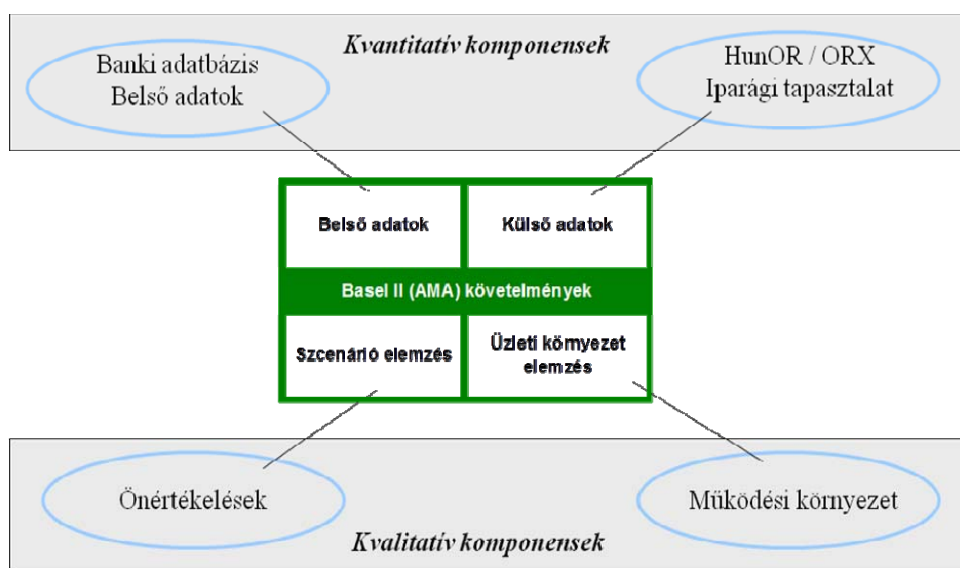 Kvantitatív komponensek
Banki adatbázis
Belső adatok
HunOR / ORX
Iparági tapasztalat
Belső adatok
Külső adatok
Basel II (AMA) követelmények
Szcenárió elemzés
Üzleti környezet
elemzés
Önértékelések
Működési környezet
Kvalitatív komponensek